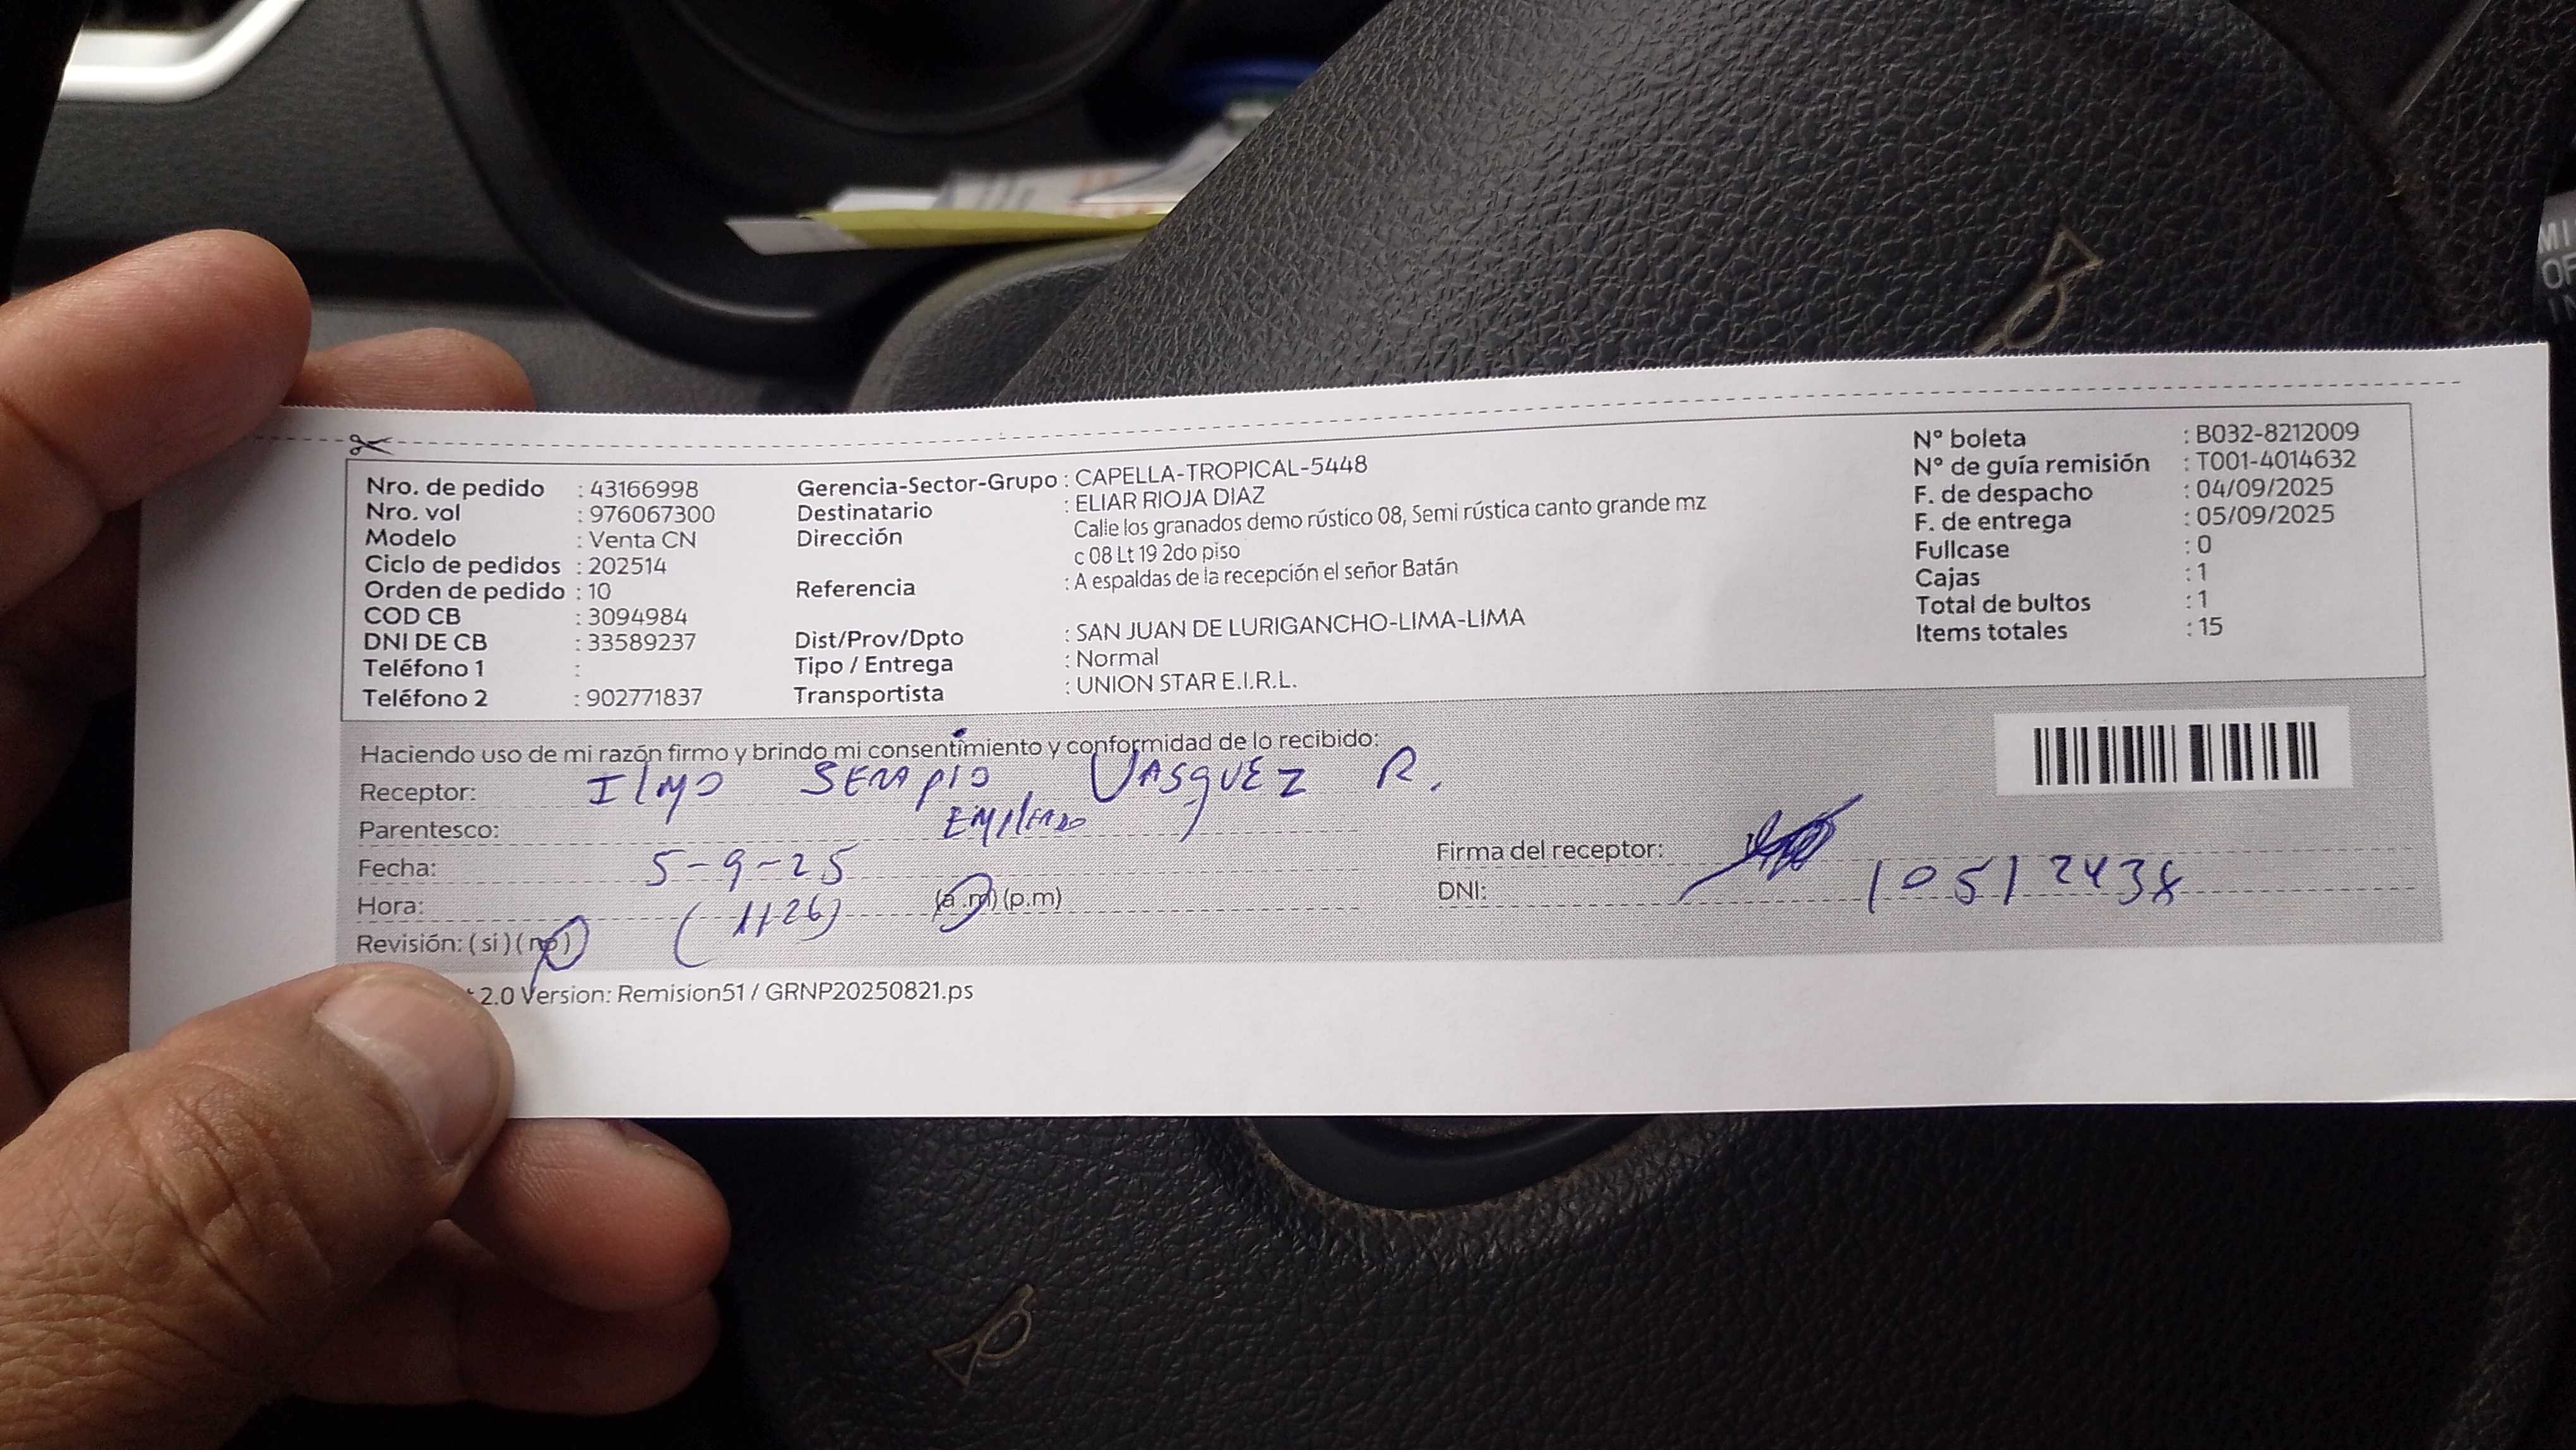 Nro. de pedido : 43166998
Nro. vol : 976067300
Modelo : Venta CN
Ciclo de pedidos : 202514
Orden de pedido : 10
COD CB : 3094984
DNI DE CB : 33589237
Teléfono 1 :
Teléfono 2 : 902771837
Gerencia-Sector-Grupo : CAPELLA-TROPICAL-5448
Destinatario : ELIAR RIOJA DIAZ
Dirección Calle los granados demo rústico 08, Semi rústica canto grande mz
c 08 Lt 19 2do piso
Referencia : A espaldas de la recepción el señor Batán
Dist/Prov/Dpto : SAN JUAN DE LURIGANCHO-LIMA-LIMA
Tipo / Entrega : Normal
Transportista : UNION STAR E.I.R.L.
N° boleta : B032-8212009
N° de guía remisión : T001-4014632
F. de despacho : 04/09/2025
F. de entrega : 05/09/2025
Fullcase : 0
Cajas : 1
Total de bultos : 1
Items totales : 15
Haciendo uso de mi razón firmo y brindo mi consentimiento y conformidad de lo recibido:
Receptor: SERAPIO VASQUEZ R.
Parentesco:
Fecha: 5-9-25
Hora: (11-26) (a.m)(p.m)
Revisión: (si)(no)
Firma del receptor:
DNI: 10512438
2.0 Version: Remision51 / GRNP20250821.ps